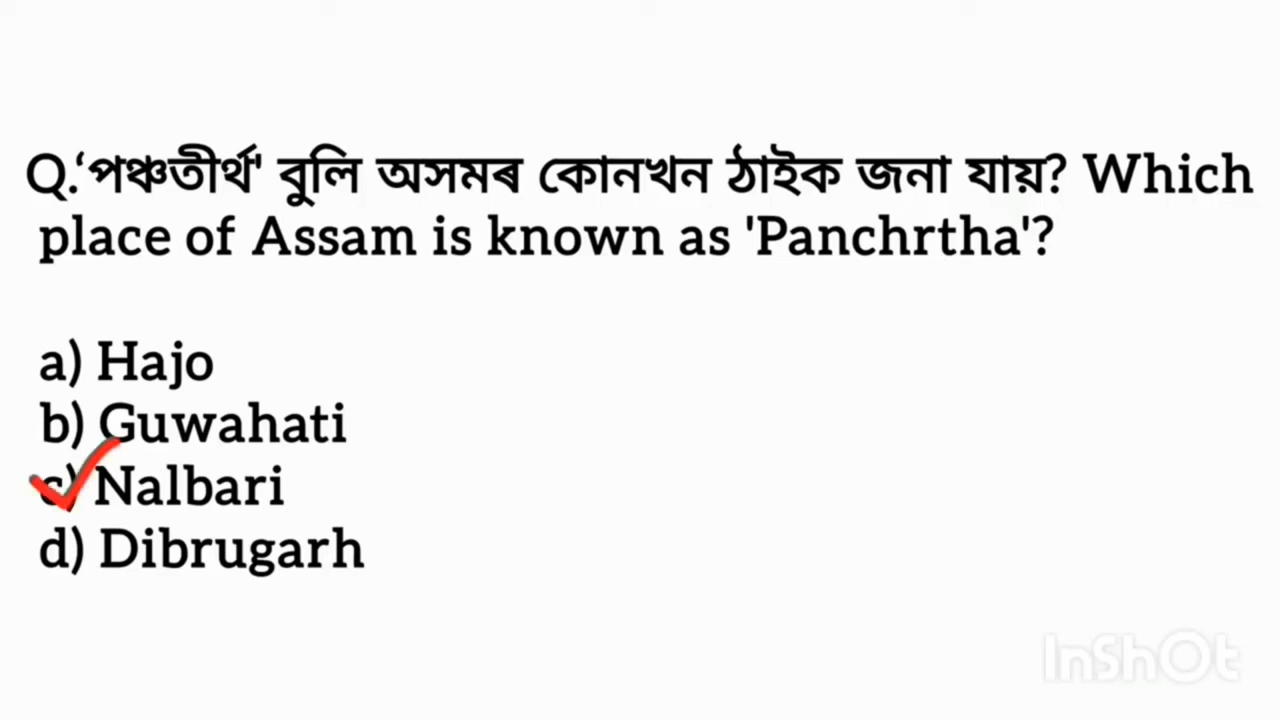 Q.‘পঞ্চতীৰ্থ' বুলি অসমৰ কোনখন ঠাইক জনা যায়? Which
place of Assam is known as 'Panchrtha'?
a) Hajo
b) Guwahati
c) Nalbari
d) Dibrugarh
InShOt